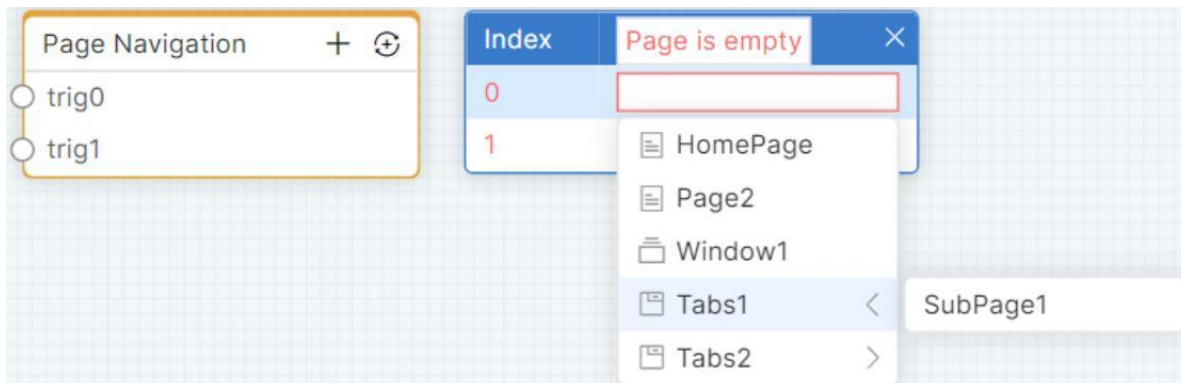 Page Navigation
trig0
trig1
Index
Page is empty
0
1
HomePage
Page2
Window1
Tabs1
SubPage1
Tabs2